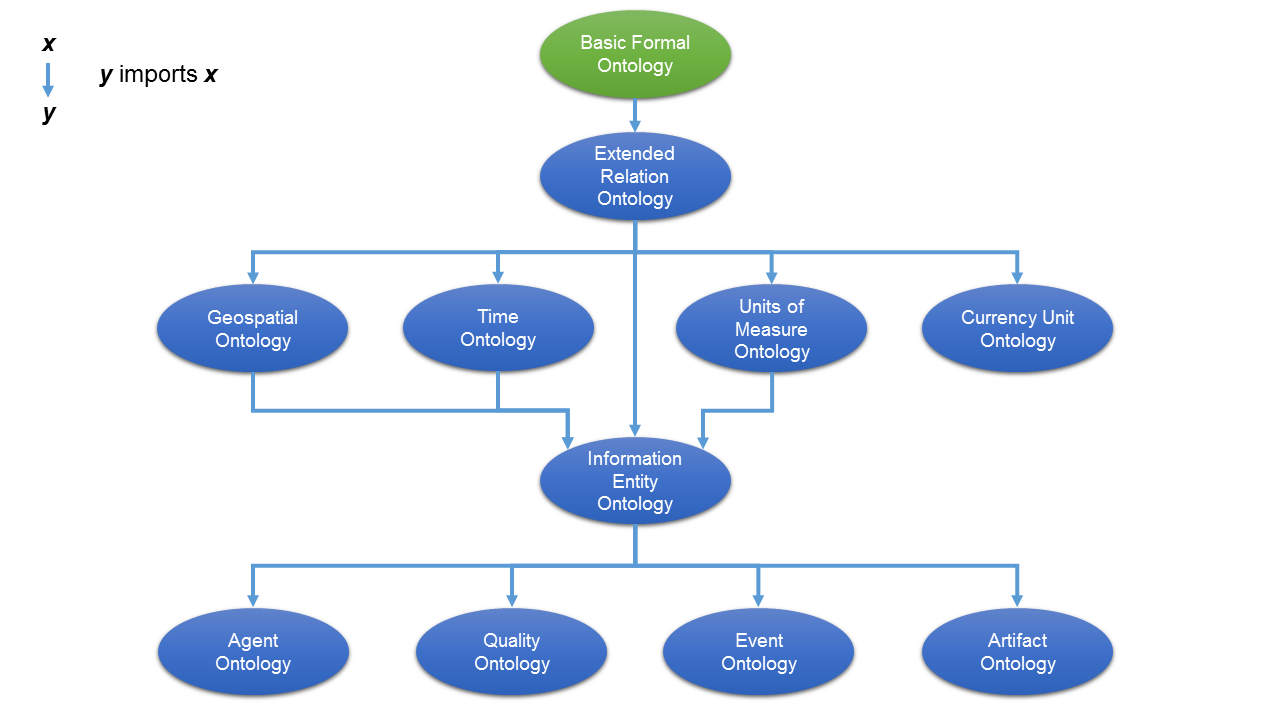 x
y imports x
y
Basic Formal
Ontology
Extended
Relation
Ontology
Geospatial
Ontology
Time
Ontology
Units of
Measure
Ontology
Currency Unit
Ontology
Information
Entity
Ontology
Agent
Ontology
Quality
Ontology
Event
Ontology
Artifact
Ontology